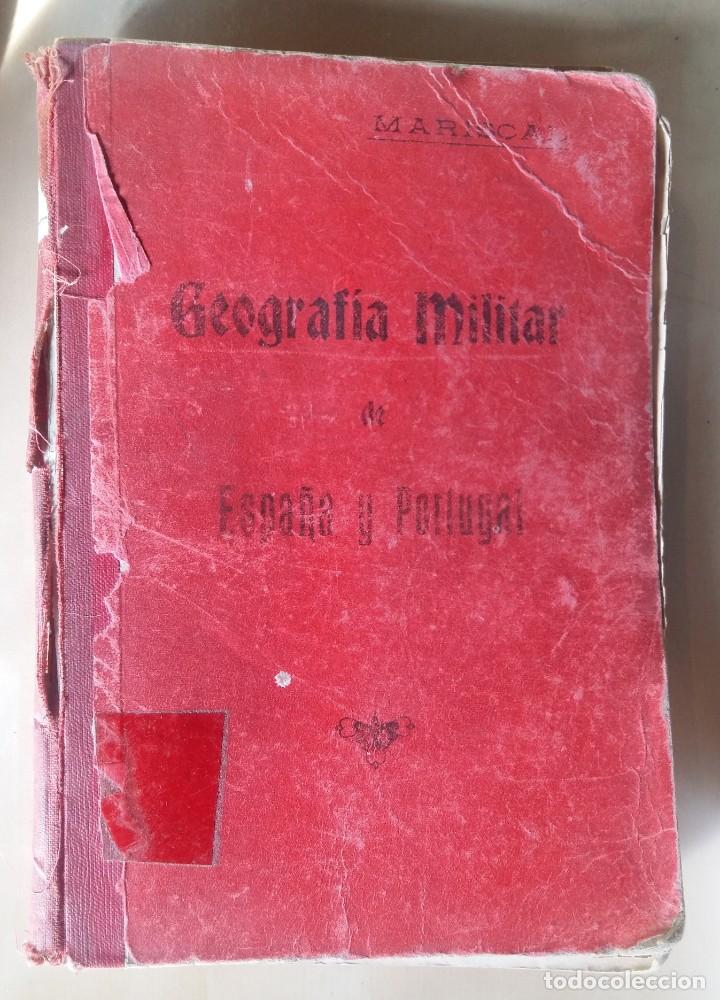 MARISCAL
Geografía Militar
de
España y Portugal
todocoleccion